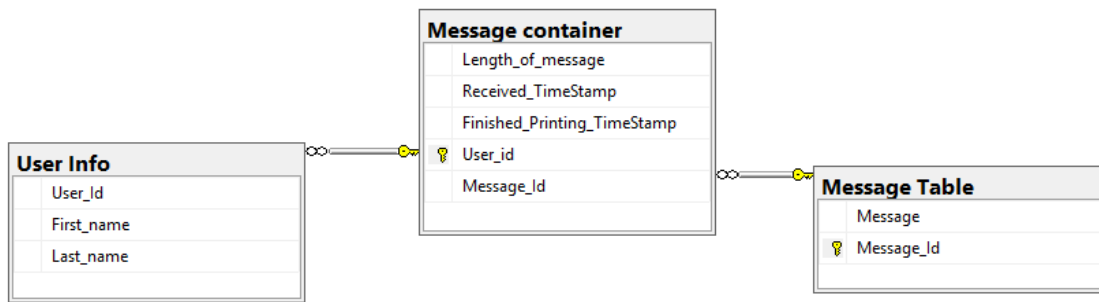 Message container
Length_of_message
Received_TimeStamp
Finished_Printing_TimeStamp
User_id
Message_Id
User Info
User_Id
First_name
Last_name
Message Table
Message
Message_Id